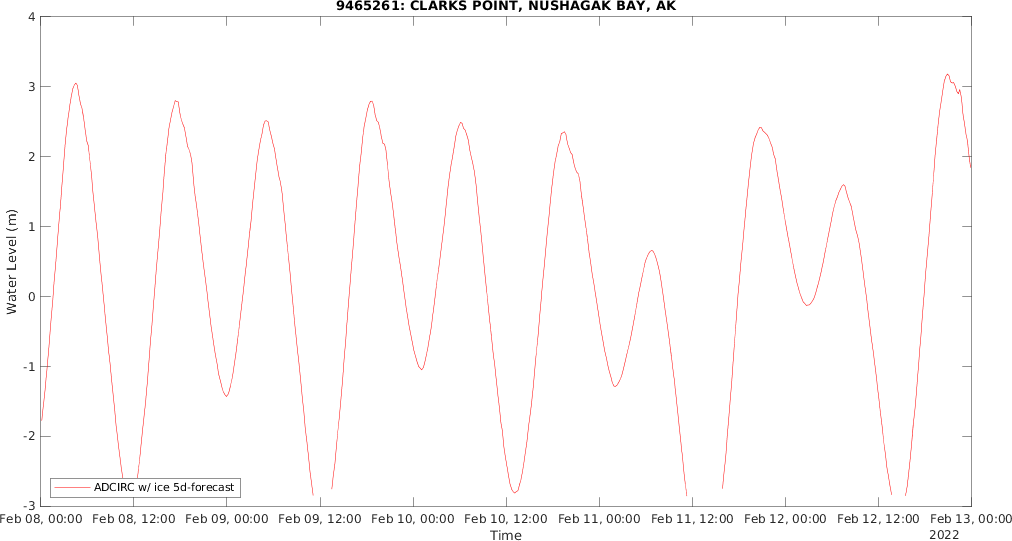 9465261: CLARKS POINT, NUSHAGAK BAY, AK
4
3
2
1
0
-1
-2
-3
Water Level (m)
ADCIRC w/ ice 5d-forecast
Feb 08, 00:00 Feb 08, 12:00 Feb 09, 00:00 Feb 09, 12:00 Feb 10, 00:00 Feb 10, 12:00 Feb 11, 00:00 Feb 11, 12:00 Feb 12, 00:00 Feb 12, 12:00 Feb 13, 00:00
Time
2022